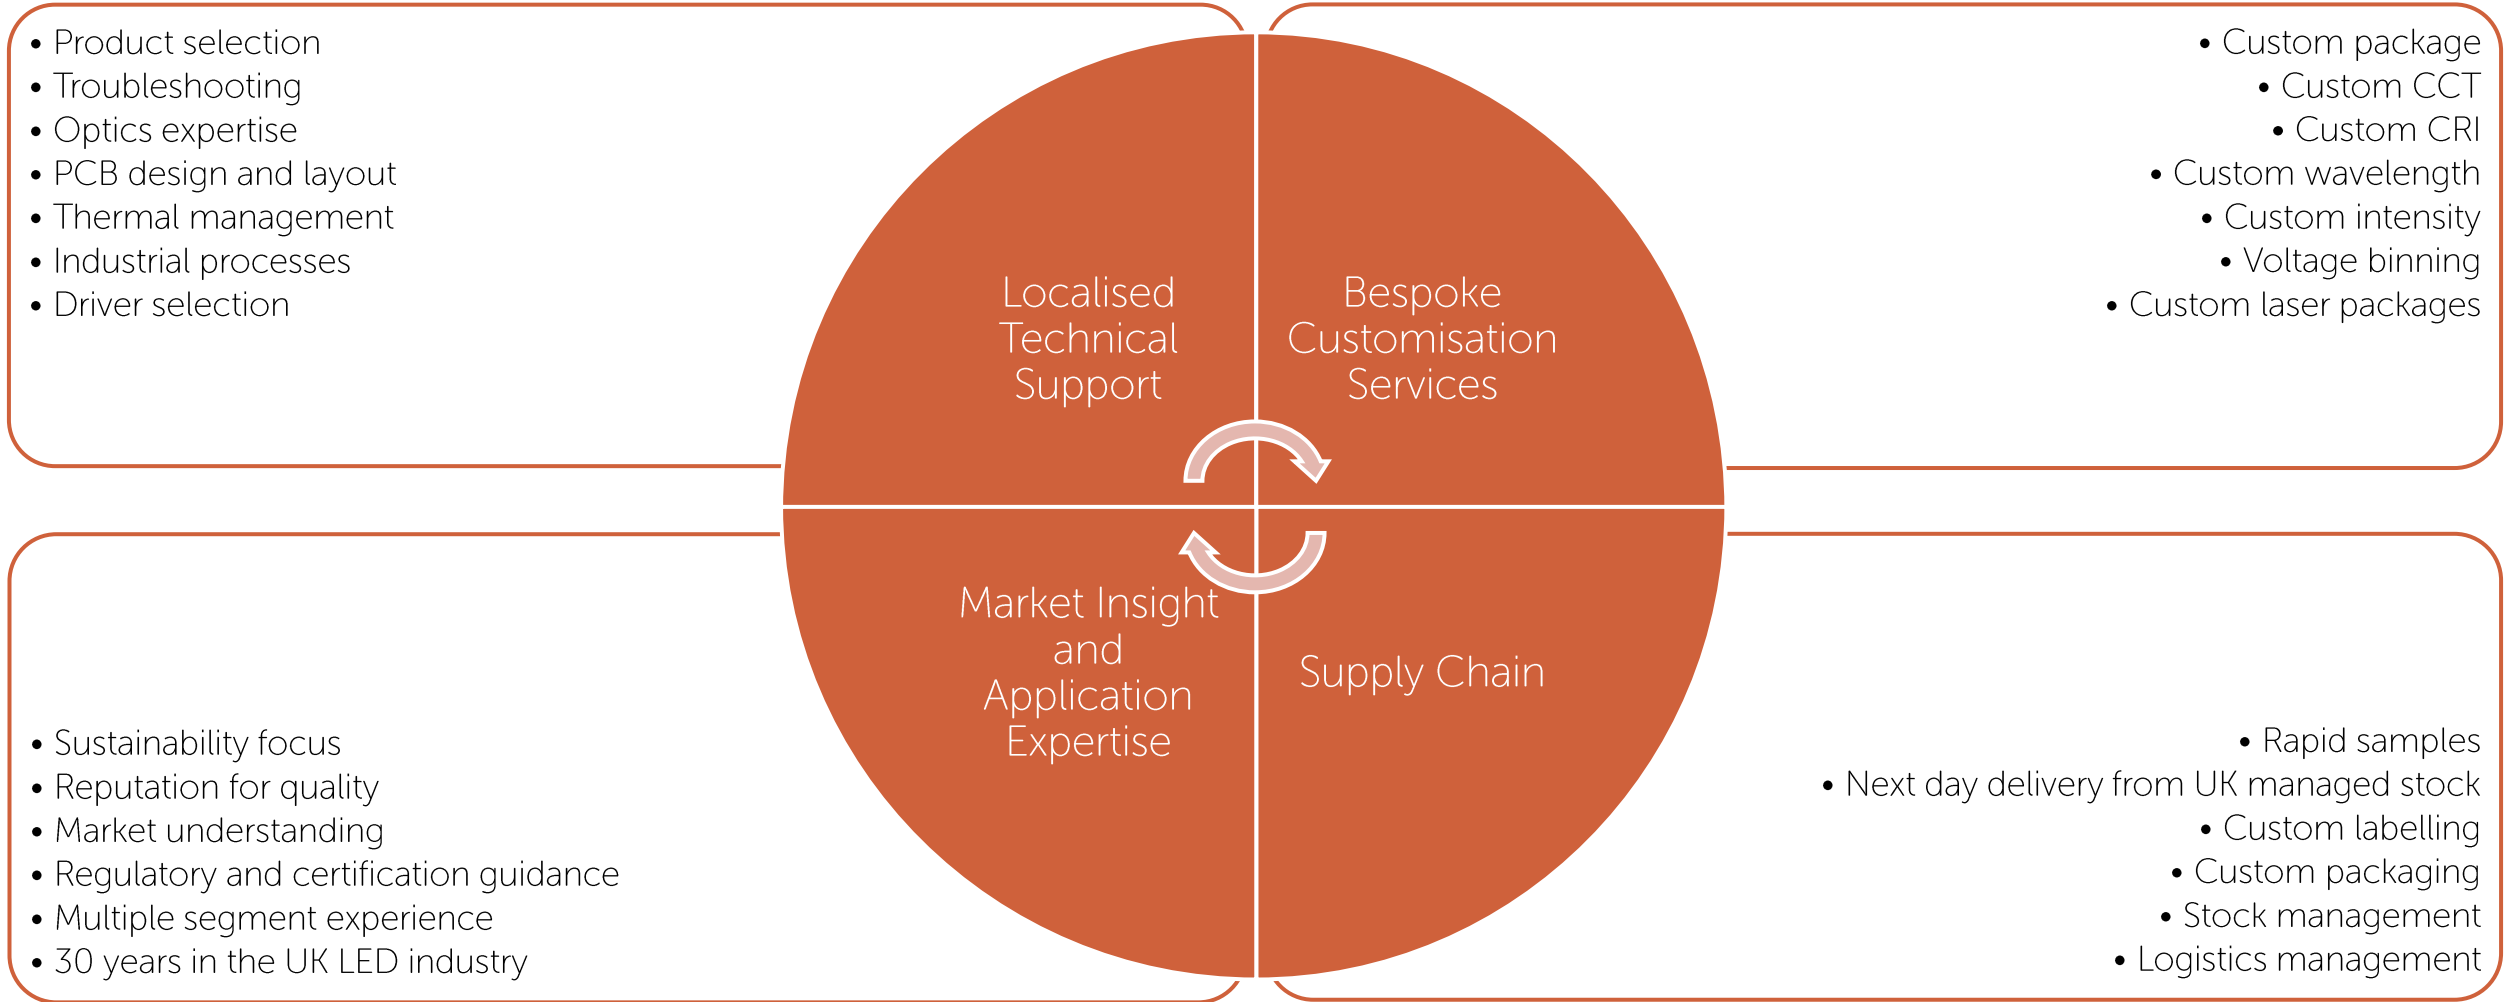 • Product selection
• Troubleshooting
• Optics expertise
• PCB design and layout
• Thermal management
• Industrial processes
• Driver selection
Localised
Technical
Support
Bespoke
Customisation
Services
• Custom package
• Custom CCT
• Custom CRI
• Custom wavelength
• Custom intensity
• Voltage binning
• Custom laser packages
• Sustainability focus
• Reputation for quality
• Market understanding
• Regulatory and certification guidance
• Multiple segment experience
• 30 years in the UK LED industry
Market Insight
and
Application
Expertise
Supply Chain
• Rapid samples
• Next day delivery from UK managed stock
• Custom labelling
• Custom packaging
• Stock management
• Logistics management